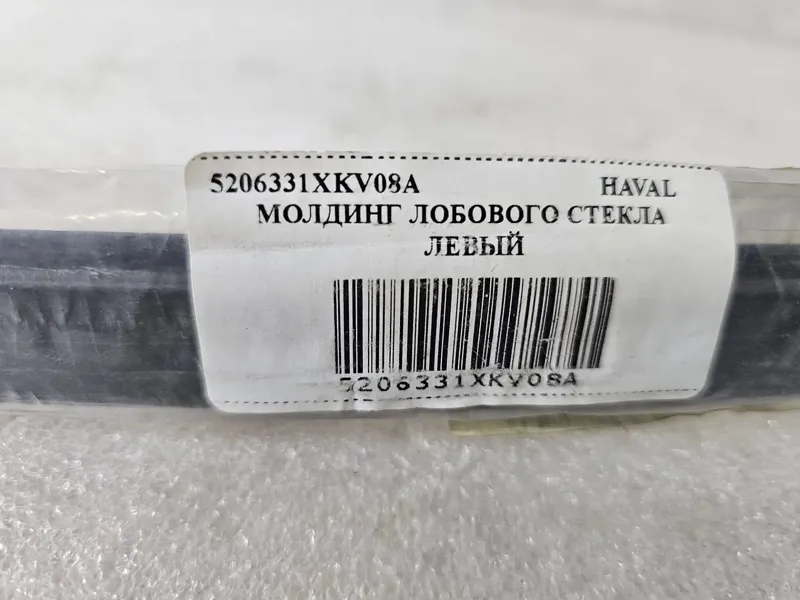 5206331XKV08A HAVAL
МОЛДИНГ ЛОБОВОГО СТЕКЛА
ЛЕВЫЙ
5206331XKV08A